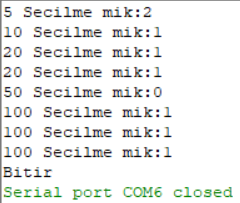 5 Secilme mik:2
10 Secilme mik:1
20 Secilme mik:1
20 Secilme mik:1
50 Secilme mik:0
100 Secilme mik:1
100 Secilme mik:1
100 Secilme mik:1
Bitir
Serial port COM6 closed